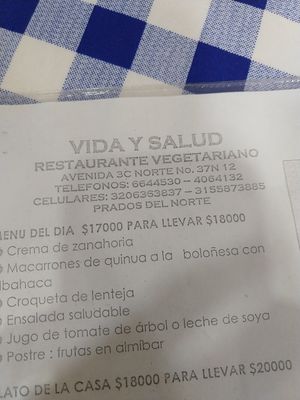 VIDA Y SALUD
RESTAURANTE VEGETARIANO
AVENIDA 3C NORTE No. 37N 12
TELEFONOS: 6644530 – 4064132
CELULARES: 3206363837 – 3155873885
PRADOS DEL NORTE
MENU DEL DIA $17000 PARA LLEVAR $18000
Crema de zanahoria
Macarrones de quinua a la boloñesa con
lbahaca
Croqueta de lenteja
Ensalada saludable
Jugo de tomate de árbol o leche de soya
Postre : frutas en almíbar
LATO DE LA CASA $18000 PARA LLEVAR $20000